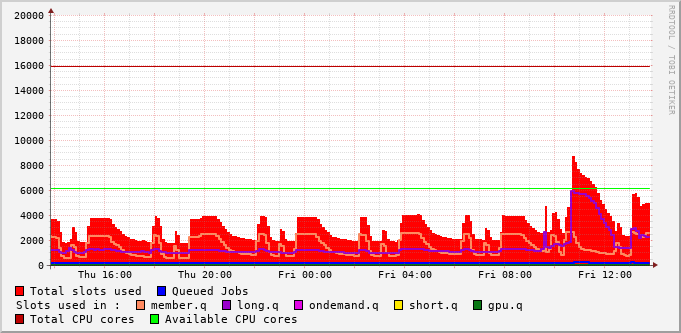 20000
18000
16000
14000
12000
10000
8000
6000
4000
2000
0
Thu 16:00 Thu 20:00 Fri 00:00 Fri 04:00 Fri 08:00 Fri 12:00
Total slots used Queued Jobs
Slots used in : member.q long.q ondemand.q short.q gpu.q
Total CPU cores Available CPU cores
RRDTOOL / TOBI OETIKER